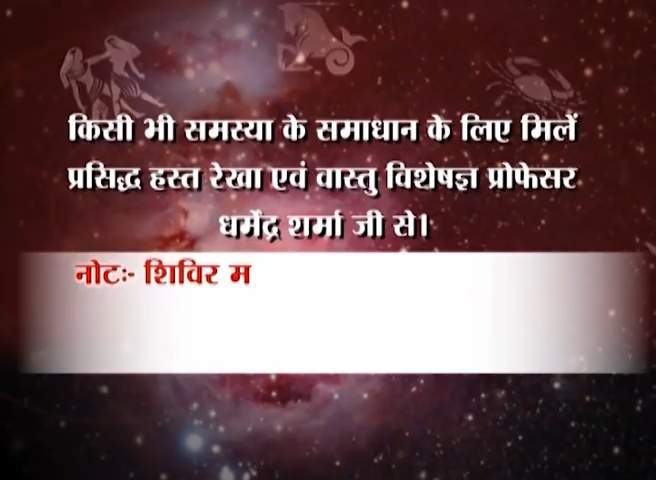 किसी भी समस्या के समाधान के लिए मिलें
प्रसिद्ध हस्त रेखा एवं वास्तु विशेषज्ञ प्रोफेसर
धर्मेंद्र शर्मा जी से।
नोटः- शिविर म